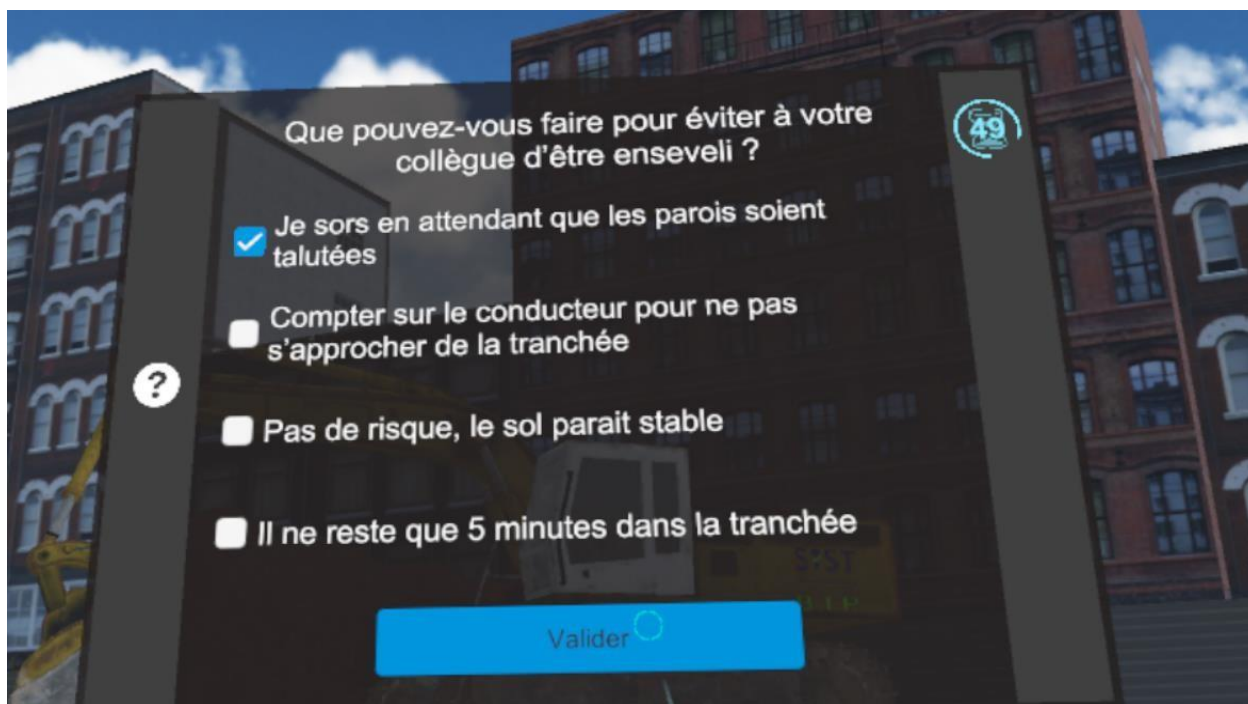 Que pouvez-vous faire pour éviter à votre
collègue d'être enseveli ?
49
Je sors en attendant que les parois soient
talutées
Compter sur le conducteur pour ne pas
s'approcher de la tranchée
?
Pas de risque, le sol parait stable
Il ne reste que 5 minutes dans la tranchée
Valider